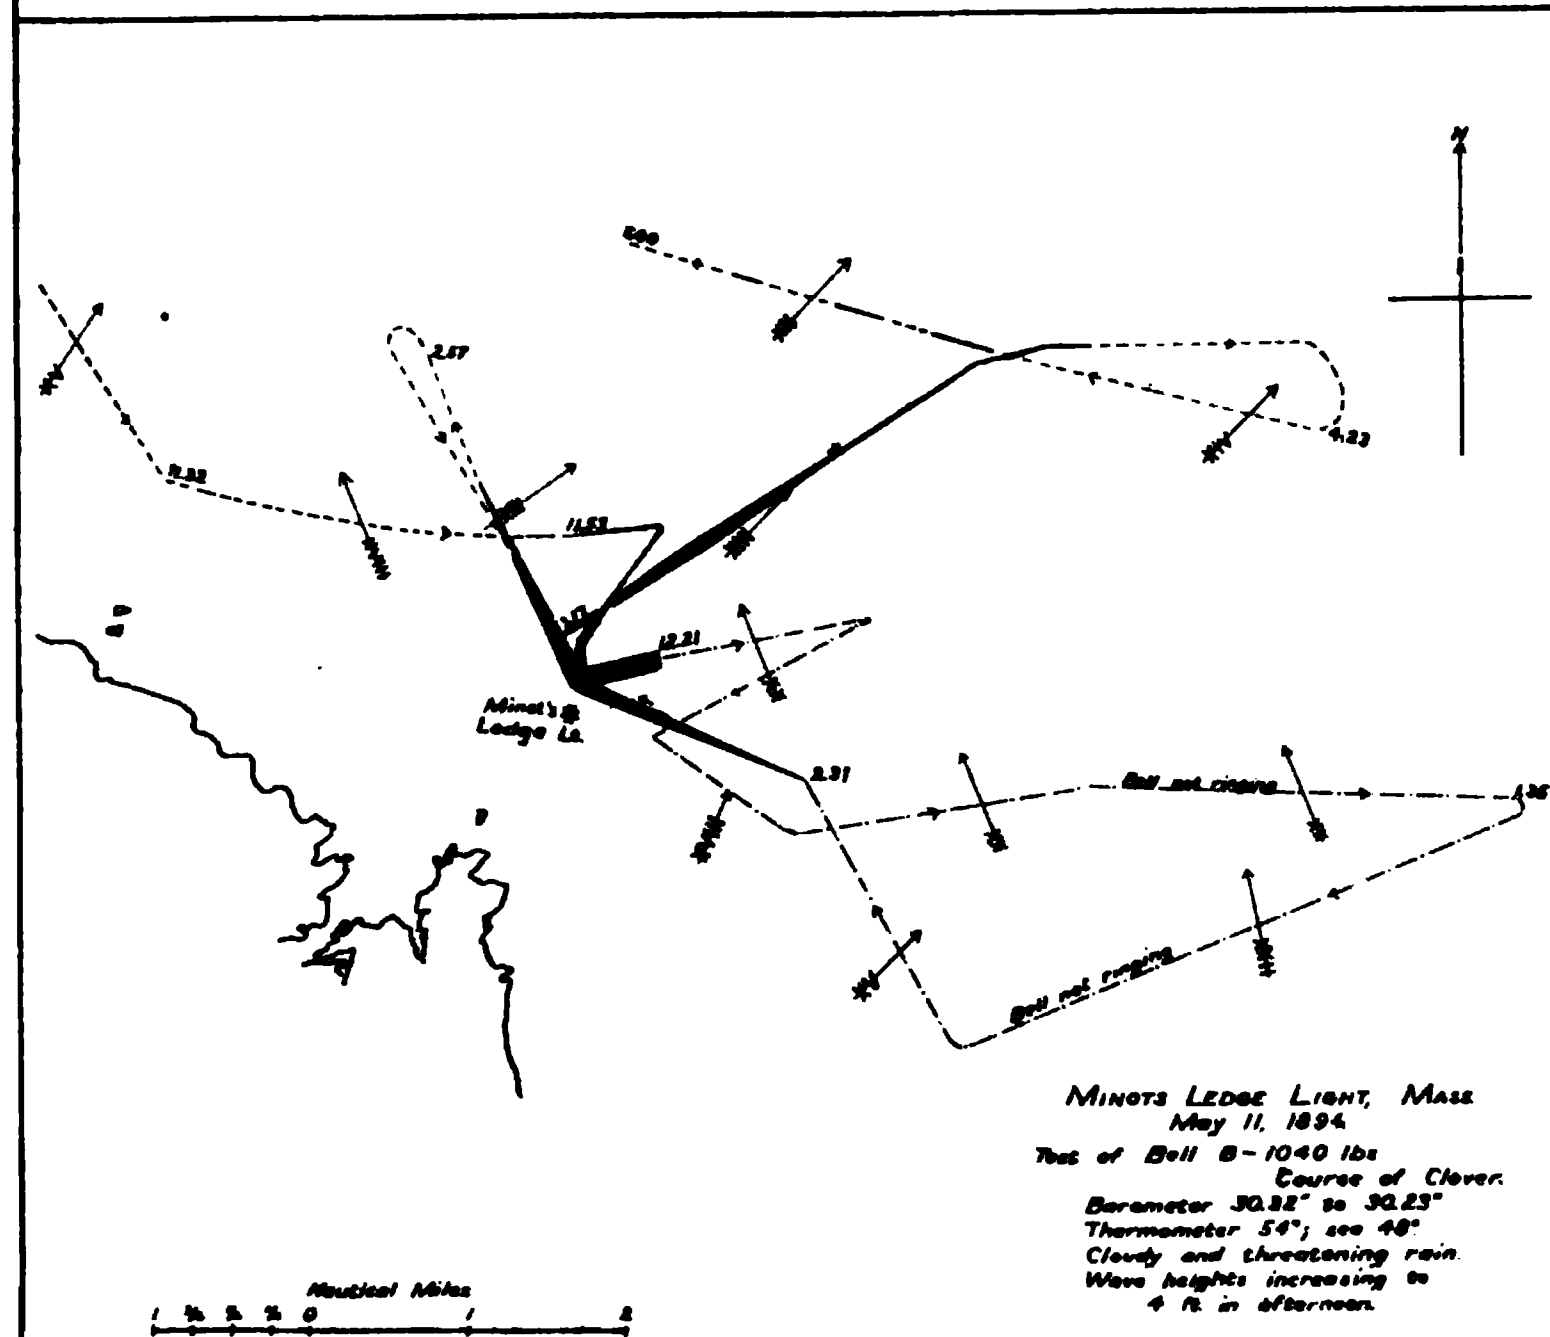 N
5.00
2.57
4.23
11.32
11.53
12.21
Minot's
Ledge Lt.
2.31
Bell not ringing
1.35
Bell not ringing
MINOTS LEDGE LIGHT, MASS
May 11, 1894
Test of Bell B-1040 lbs
Course of Clover.
Barometer 30.32" to 30.23"
Thermometer 54°; sea 48°
Cloudy and threatening rain.
Wave heights increasing to
4 ft. in afternoon.
Nautical Miles
1 0 1 2